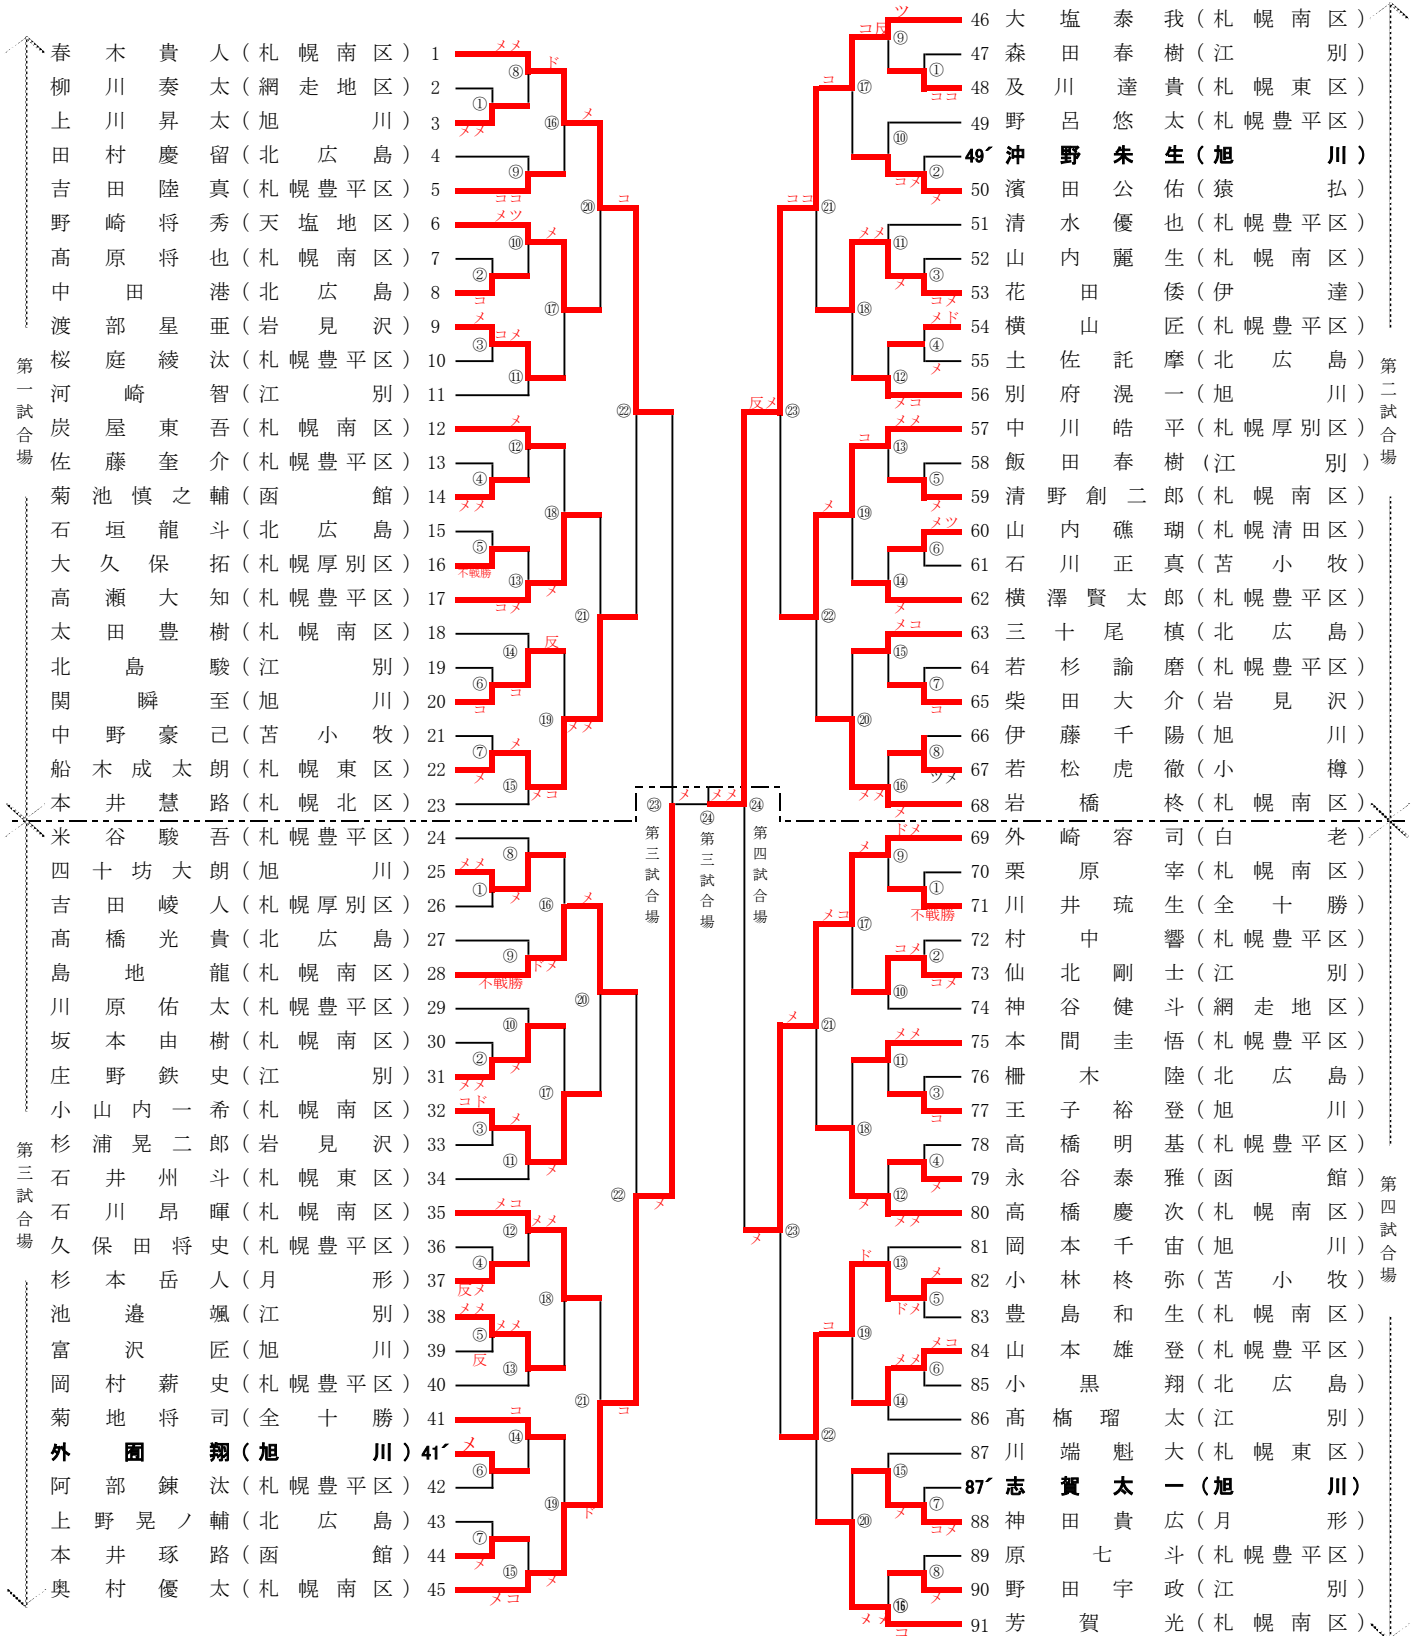 春木貴人(札幌南区) 1
柳川奏太(網走地区) 2
上川昇太(旭川) 3
田村慶留(北広島) 4
吉田陸真(札幌豊平区) 5
野崎将秀(天塩地区) 6
髙原将也(札幌南区) 7
中田港(北広島) 8
渡部星亜(岩見沢) 9
桜庭綾汰(札幌豊平区) 10
河崎智(江別) 11
炭屋東吾(札幌南区) 12
佐藤奎介(札幌豊平区) 13
菊池慎之輔(函館) 14
石垣龍斗(北広島) 15
大久保拓(札幌厚別区) 16
高瀬大知(札幌豊平区) 17
太田豊樹(札幌南区) 18
北島駿(江別) 19
関瞬至(旭川) 20
中野豪己(苫小牧) 21
船木成太朗(札幌東区) 22
本井慧路(札幌北区) 23
米谷駿吾(札幌豊平区) 24
四十坊大朗(旭川) 25
吉田崚人(札幌厚別区) 26
髙橋光貴(北広島) 27
島地龍(札幌南区) 28
川原佑太(札幌豊平区) 29
坂本由樹(札幌南区) 30
庄野鉄史(江別) 31
小山内一希(札幌南区) 32
杉浦晃二郎(岩見沢) 33
石井州斗(札幌東区) 34
石川昂暉(札幌南区) 35
久保田将史(札幌豊平区) 36
杉本岳人(月形) 37
池邉颯(江別) 38
富沢匠(旭川) 39
岡村薪史(札幌豊平区) 40
菊地将司(全十勝) 41
外園翔(旭川) 41´
阿部錬汰(札幌豊平区) 42
上野晃ノ輔(北広島) 43
本井琢路(函館) 44
奥村優太(札幌南区) 45
第一試合場
第三試合場
46 大塩泰我(札幌南区)
47 森田春樹(江別)
48 及川達貴(札幌東区)
49 野呂悠太(札幌豊平区)
49´ 沖野朱生(旭川)
50 濱田公佑(猿払)
51 清水優也(札幌豊平区)
52 山内麗生(札幌南区)
53 花田倭(伊達)
54 横山匠(札幌豊平区)
55 土佐託摩(北広島)
56 別府滉一(旭川)
57 中川皓平(札幌厚別区)
58 飯田春樹(江別)
59 清野創二郎(札幌南区)
60 山内礁瑚(札幌清田区)
61 石川正真(苫小牧)
62 横澤賢太郎(札幌豊平区)
63 三十尾槙(北広島)
64 若杉諭磨(札幌豊平区)
65 柴田大介(岩見沢)
66 伊藤千陽(旭川)
67 若松虎徹(小樽)
68 岩橋柊(札幌南区)
69 外崎容司(白老)
70 栗原宰(札幌南区)
71 川井琉生(全十勝)
72 村中響(札幌豊平区)
73 仙北剛士(江別)
74 神谷健斗(網走地区)
75 本間圭悟(札幌豊平区)
76 柵木陸(北広島)
77 王子裕登(旭川)
78 高橋明基(札幌豊平区)
79 永谷泰雅(函館)
80 高橋慶次(札幌南区)
81 岡本千宙(旭川)
82 小林柊弥(苫小牧)
83 豊島和生(札幌南区)
84 山本雄登(札幌豊平区)
85 小黒翔(北広島)
86 髙橋瑠太(江別)
87 川端魁大(札幌東区)
87´ 志賀太一(旭川)
88 神田貴広(月形)
89 原七斗(札幌豊平区)
90 野田宇政(江別)
91 芳賀光(札幌南区)
第二試合場
第四試合場
㉓ 第三試合場
㉔ 第三試合場
㉔ 第四試合場
不戦勝
不戦勝
不戦勝